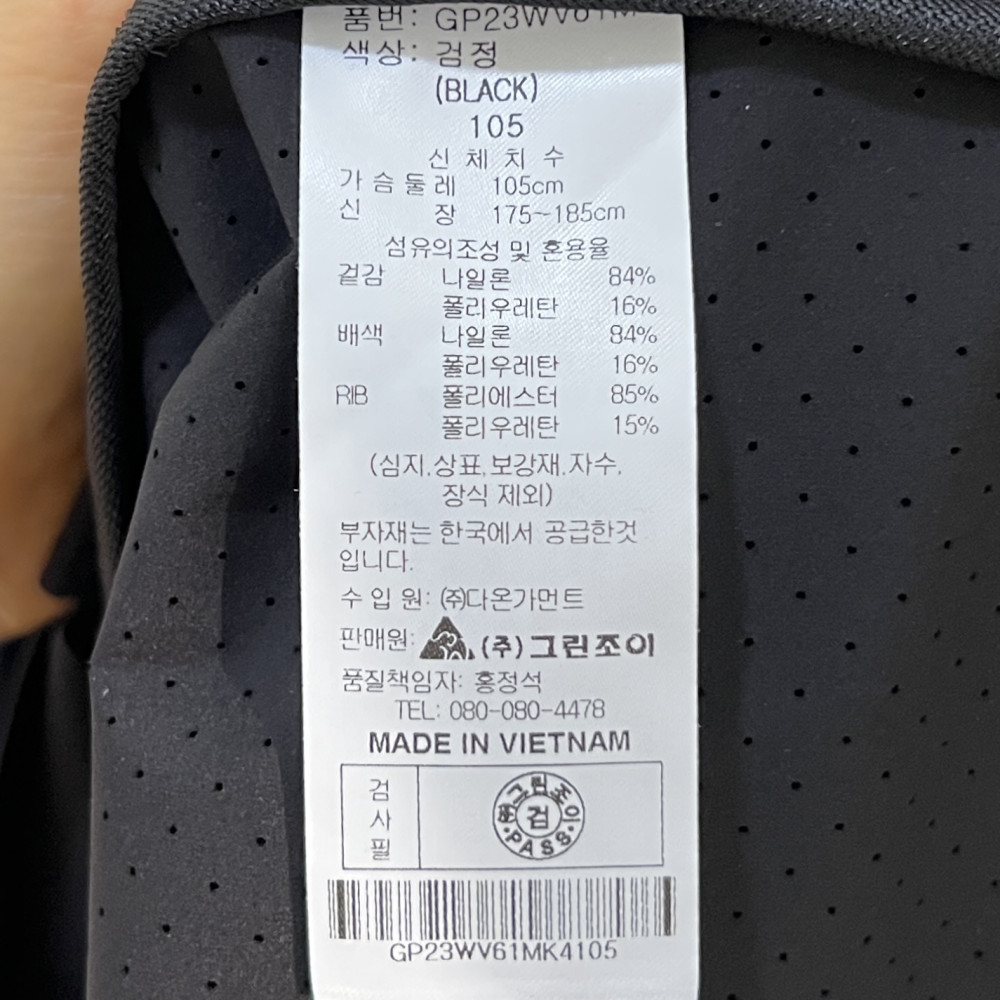 품번: GP23WV61M
색상: 검정
(BLACK)
105
신 체 치 수
가 슴 둘 레 105cm
신 장 175~185cm
섬유의조성 및 혼용율
겉감 나일론 84%
폴리우레탄 16%
배색 나일론 84%
폴리우레탄 16%
RIB 폴리에스터 85%
폴리우레탄 15%
(심지.상표.보강재.자수.
장식 제외)
부자재는 한국에서 공급한것
입니다.
수 입 원: (주)다온가먼트
판매원: (주)그린조이
품질책임자: 홍정석
TEL: 080-080-4478
MADE IN VIETNAM
검사필
그린조이
검
PASS
GP23WV61MK4105